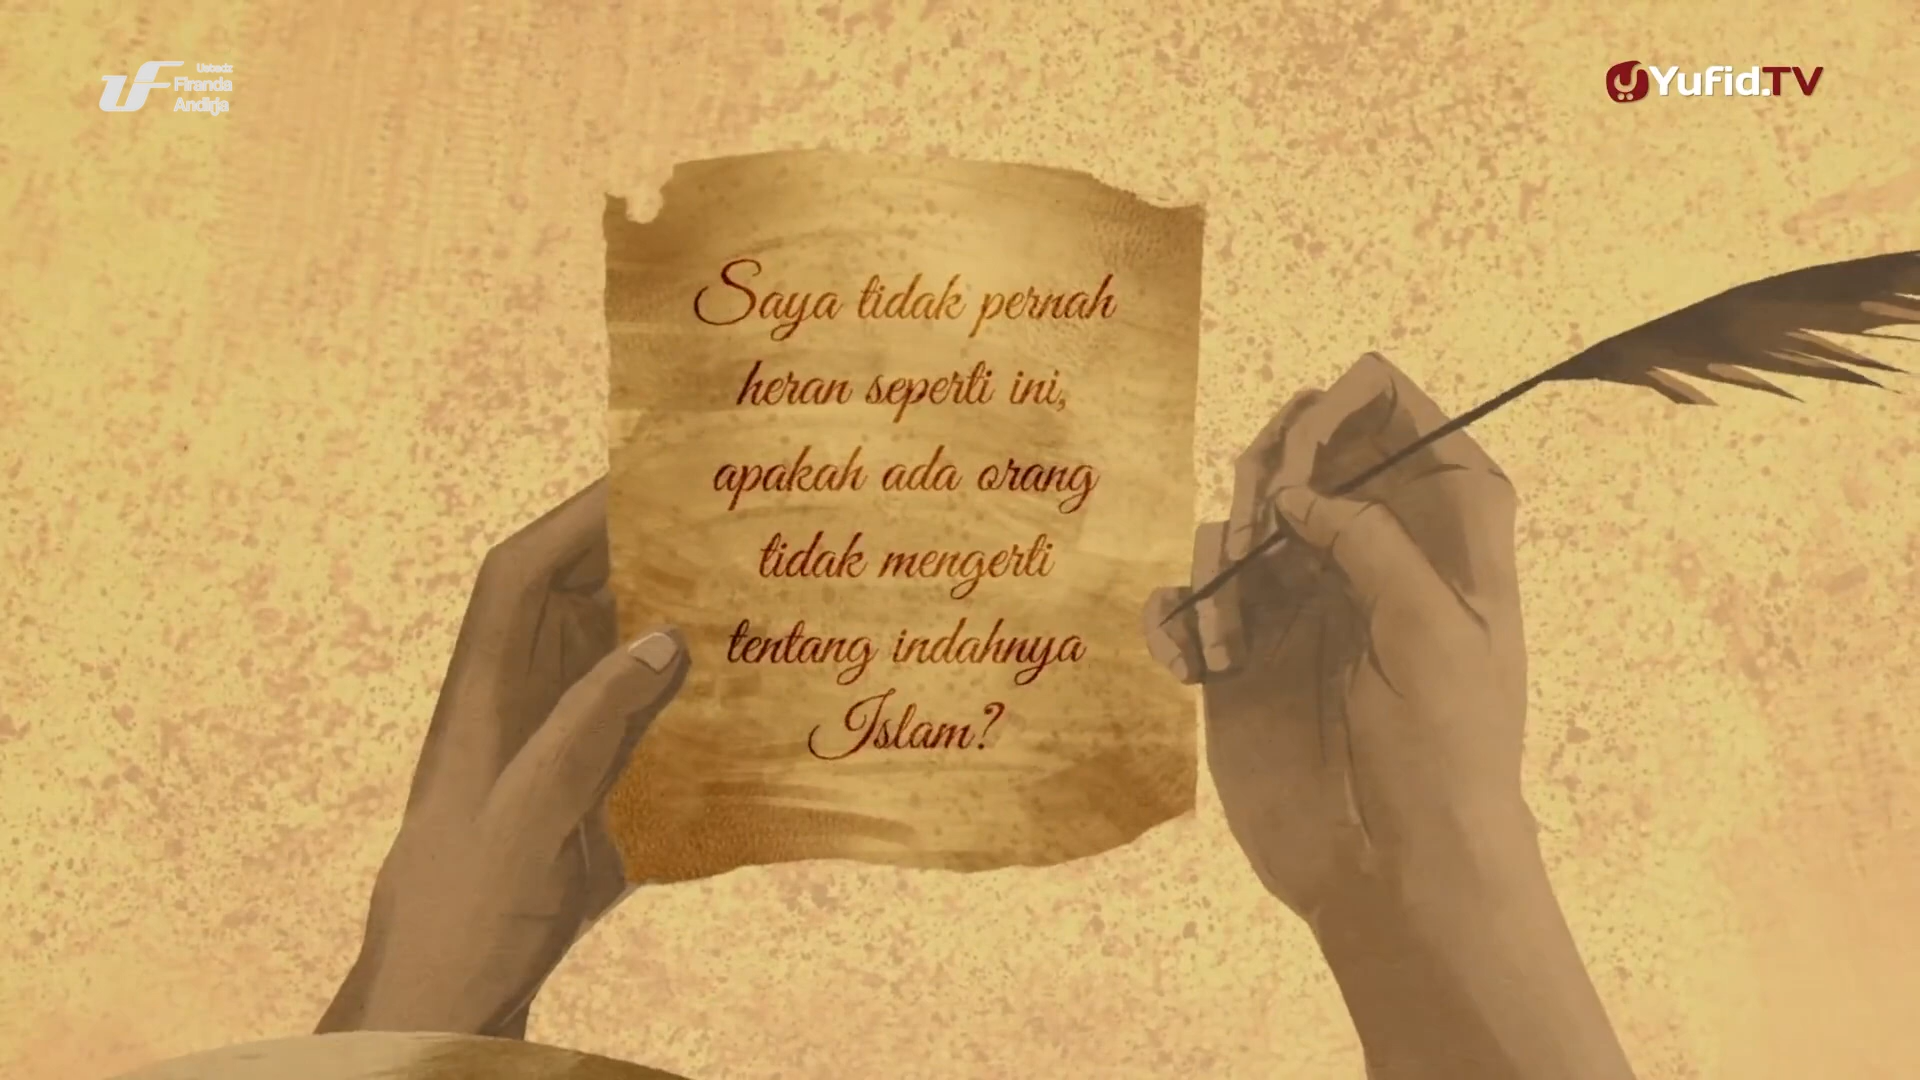 Ustadz
Firanda
Andirja
Yufid.TV
Saya tidak pernah
heran seperti ini,
apakah ada orang
tidak mengerti
tentang indahnya
Islam?